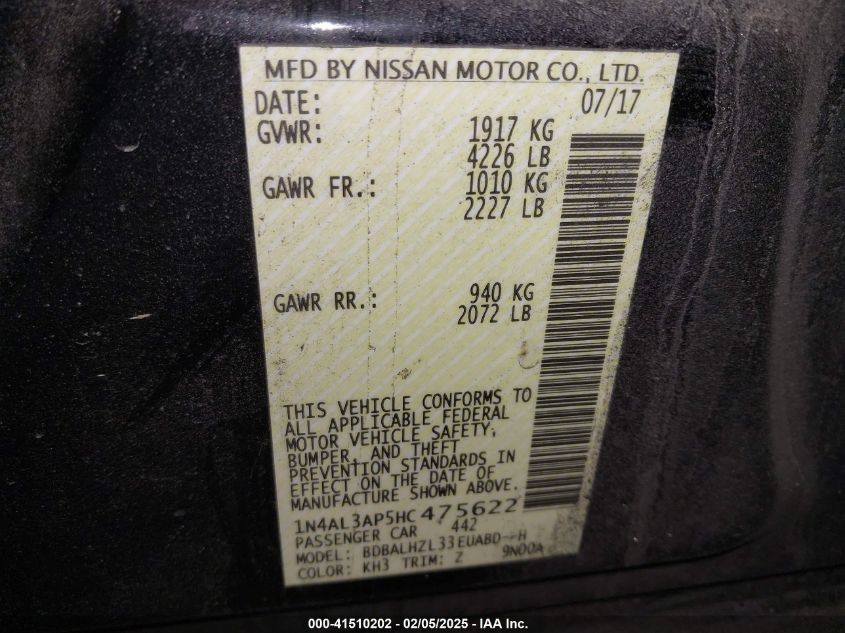 MFD BY NISSAN MOTOR CO., LTD.
DATE: 07/17
GVWR: 1917 KG
4226 LB
GAWR FR.: 1010 KG
2227 LB
GAWR RR.: 940 KG
2072 LB
THIS VEHICLE CONFORMS TO
ALL APPLICABLE FEDERAL
MOTOR VEHICLE SAFETY,
BUMPER, AND THEFT
PREVENTION STANDARDS IN
EFFECT ON THE DATE OF
MANUFACTURE SHOWN ABOVE.
1N4AL3AP5HC475622
PASSENGER CAR 442
MODEL: BDBALHZL33EUABD--H
COLOR: KH3 TRIM: Z 9N00A
000-41510202 - 02/05/2025 - IAA Inc.